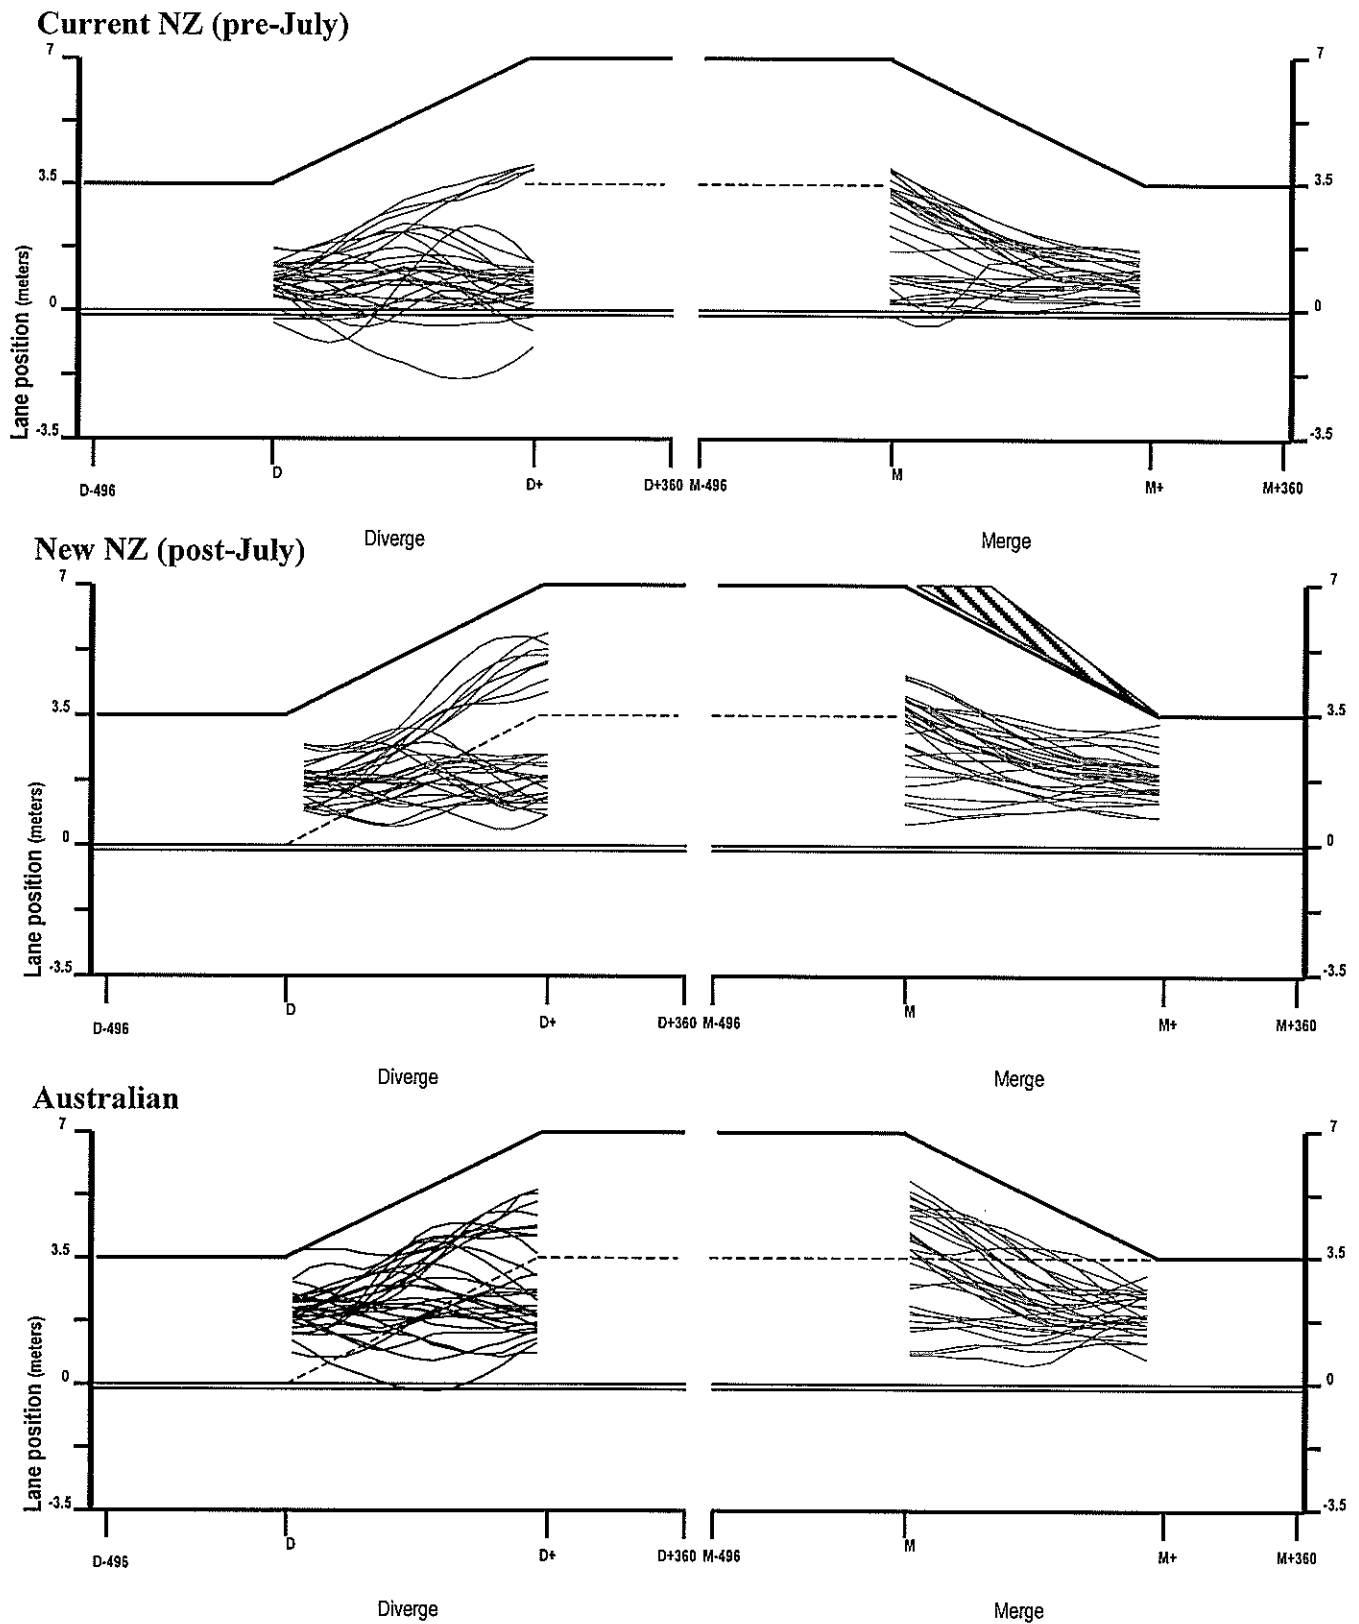 Current NZ (pre-July)
7 7
3.5 3.5
0 0
-3.5 -3.5
Lane position (meters)
D-496 D D+ D+360 M-496 M M+ M+360
Diverge Merge
New NZ (post-July)
7 7
3.5 3.5
0 0
-3.5 -3.5
Lane position (meters)
D-496 D D+ D+360 M-496 M M+ M+360
Diverge Merge
Australian
7 7
3.5 3.5
0 0
-3.5 -3.5
Lane position (meters)
D-496 D D+ D+360 M-496 M M+ M+360
Diverge Merge